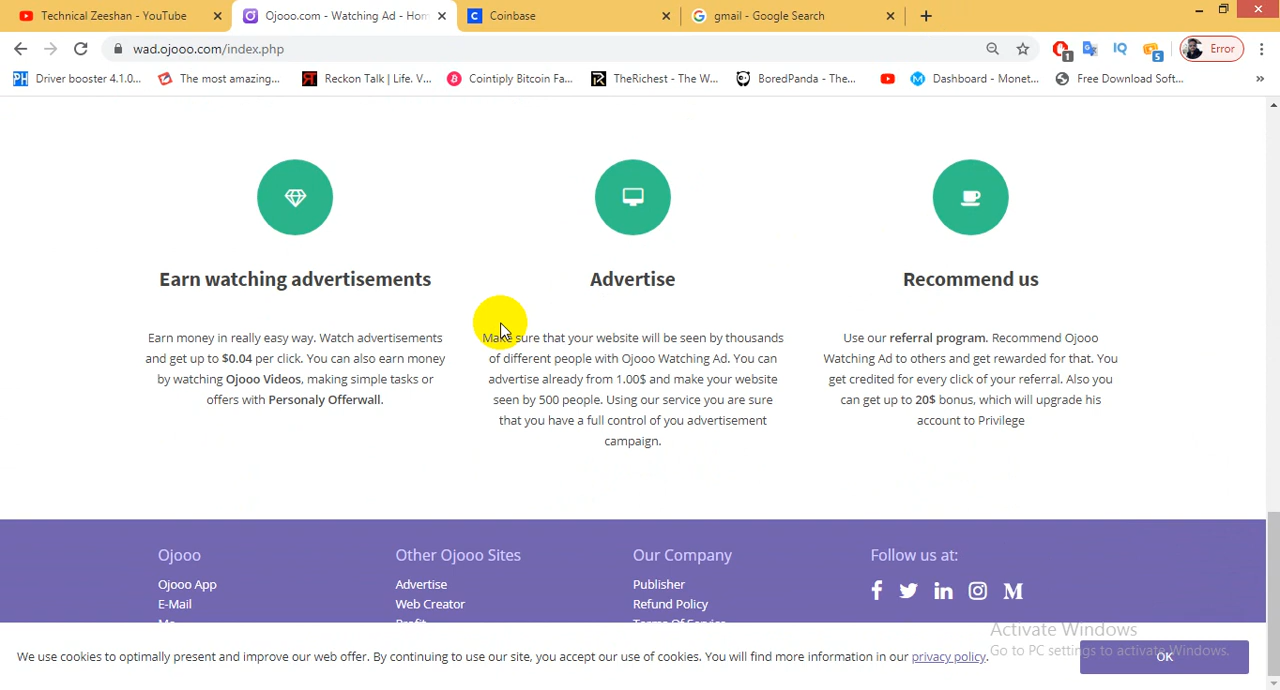 Technical Zeeshan - YouTube
Ojooo.com - Watching Ad - Hom
Coinbase
gmail - Google Search
wad.ojooo.com/index.php
1
IQ
5
Error
Driver booster 4.1.0...
The most amazing...
Reckon Talk | Life. V...
Cointiply Bitcoin Fa...
TheRichest - The W...
BoredPanda - The...
Dashboard - Monet...
Free Download Soft...
»
Earn watching advertisements
Earn money in really easy way. Watch advertisements
and get up to $0.04 per click. You can also earn money
by watching Ojooo Videos, making simple tasks or
offers with Personaly Offerwall.
Advertise
Make sure that your website will be seen by thousands
of different people with Ojooo Watching Ad. You can
advertise already from 1.00$ and make your website
seen by 500 people. Using our service you are sure
that you have a full control of you advertisement
campaign.
Recommend us
Use our referral program. Recommend Ojooo
Watching Ad to others and get rewarded for that. You
get credited for every click of your referral. Also you
can get up to 20$ bonus, which will upgrade his
account to Privilege
Ojooo
Ojooo App
E-Mail
Other Ojooo Sites
Advertise
Web Creator
Profit
Our Company
Publisher
Refund Policy
Terms Of Service
Follow us at:
Activate Windows
Go to PC settings to activate Windows.
We use cookies to optimally present and improve our web offer. By continuing to use our site, you accept our use of cookies. You will find more information in our privacy policy.
OK